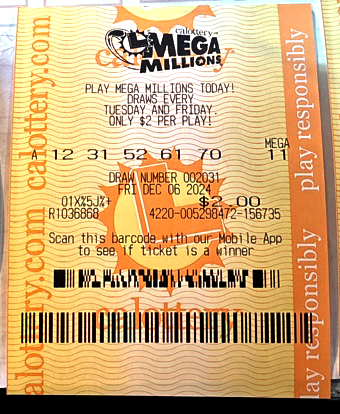 calottery
MEGA
MILLIONS
PLAY MEGA MILLIONS TODAY!
DRAWS EVERY
TUESDAY AND FRIDAY.
ONLY $2 PER PLAY!
MEGA
A 12 31 52 61 70 11
DRAW NUMBER 002031
FRI DEC 06 2024
01X%5J%+ $2.00
R1036868 4220-005298472-156735
Scan this barcode with our Mobile App
to see if ticket is a winner
calottery
calottery.com calottery.com
play responsibly
play responsibly